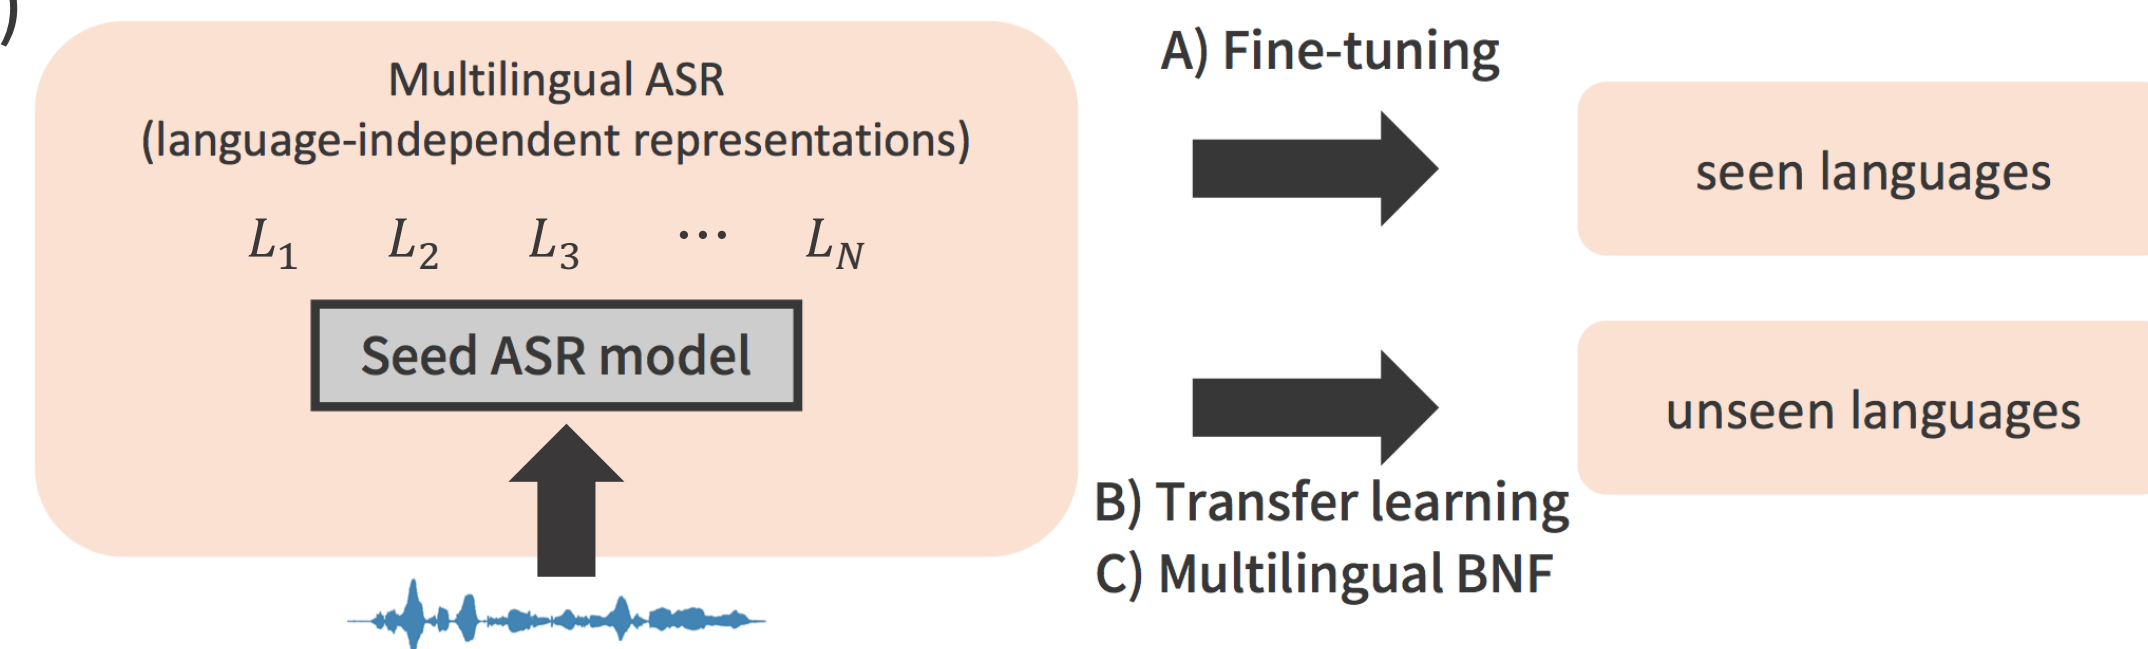 )
Multilingual ASR
(language-independent representations)
L₁ L₂ L₃ ⋯ L_N
Seed ASR model
A) Fine-tuning
seen languages
unseen languages
B) Transfer learning
C) Multilingual BNF